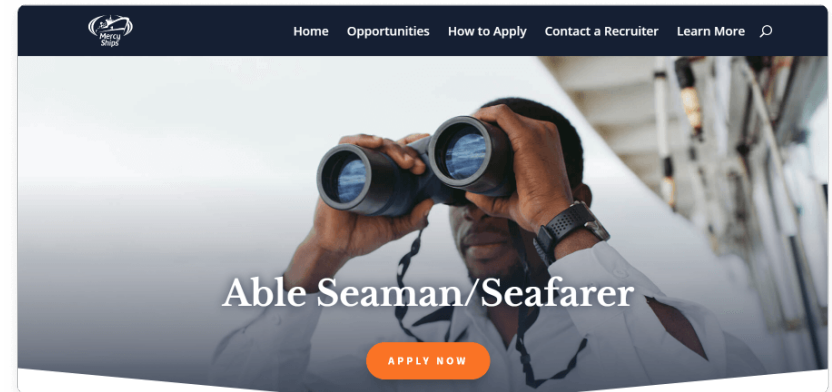 Mercy
Ships
Home Opportunities How to Apply Contact a Recruiter Learn More
Able Seaman/Seafarer
APPLY NOW